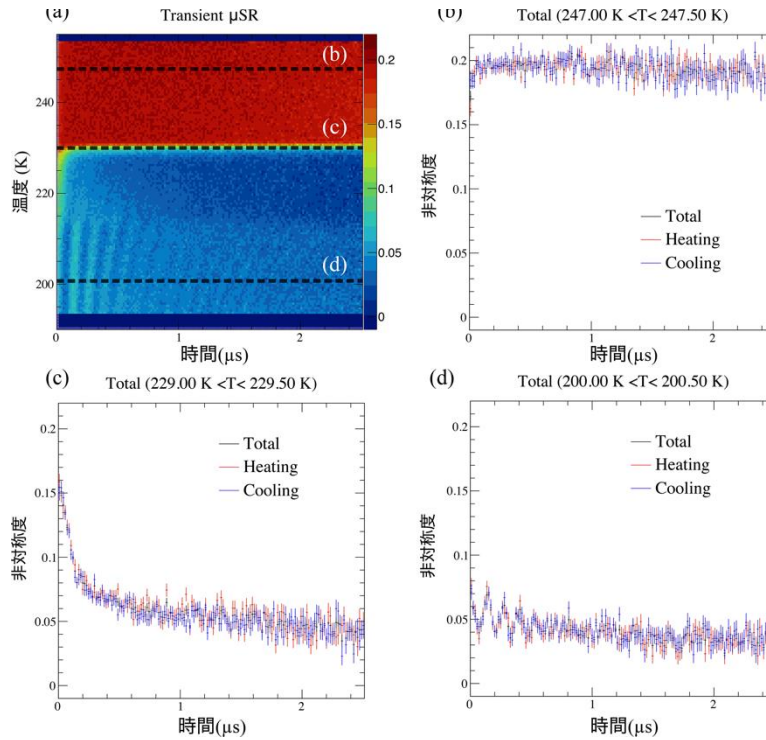 (a)
Transient μSR
(b)
(c)
(d)
温度 (K)
240
220
200
0
1
2
時間(μs)
0.2
0.15
0.1
0.05
0
(b)
Total (247.00 K <T< 247.50 K)
非対称度
0.2
0.15
0.1
0.05
0
Total
Heating
Cooling
0
1
2
時間(μs)
(c)
Total (229.00 K <T< 229.50 K)
非対称度
0.2
0.15
0.1
0.05
0
Total
Heating
Cooling
0
1
2
時間(μs)
(d)
Total (200.00 K <T< 200.50 K)
非対称度
0.2
0.15
0.1
0.05
0
Total
Heating
Cooling
0
1
2
時間(μs)